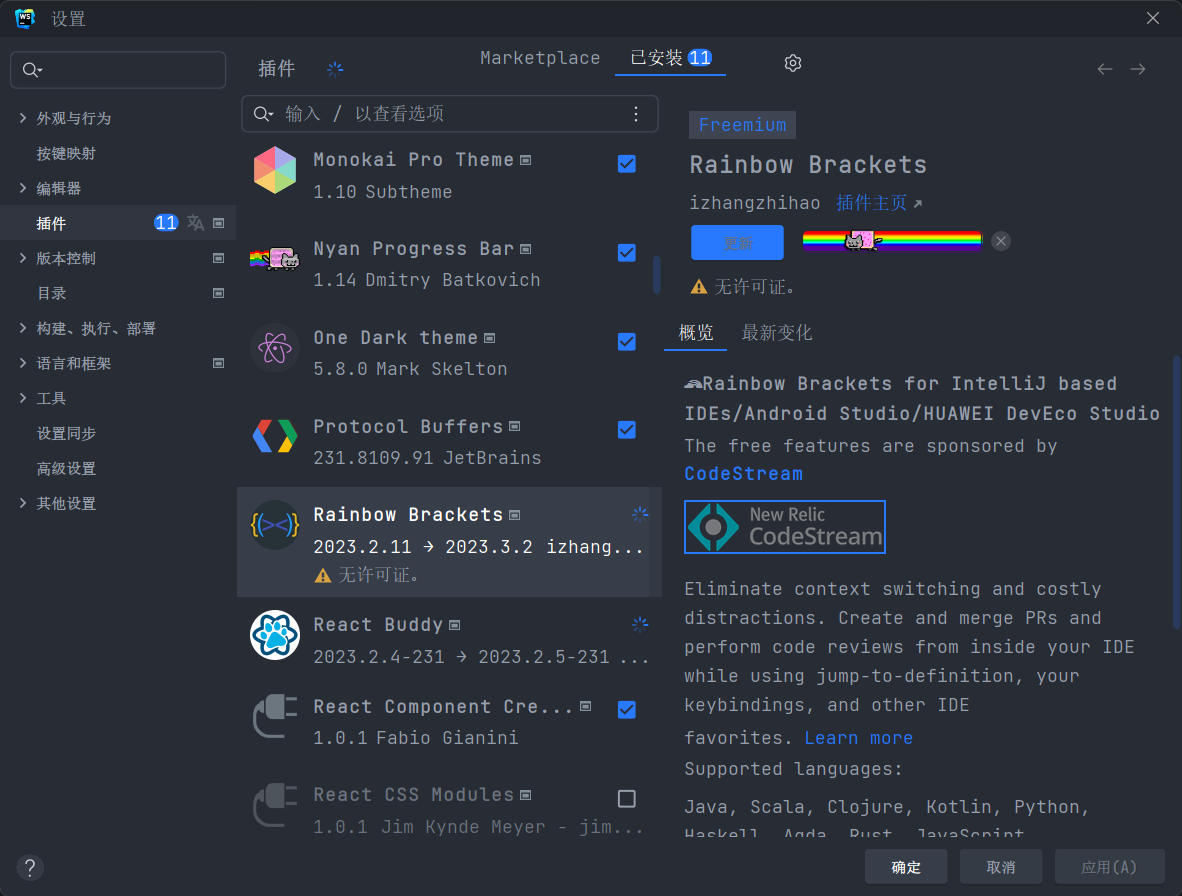 WS 设置
外观与行为
按键映射
编辑器
插件 11
版本控制
目录
构建、执行、部署
语言和框架
工具
设置同步
高级设置
其他设置
插件
Marketplace
已安装 11
输入 / 以查看选项
Monokai Pro Theme
1.10 Subtheme
Nyan Progress Bar
1.14 Dmitry Batkovich
One Dark theme
5.8.0 Mark Skelton
Protocol Buffers
231.8109.91 JetBrains
Rainbow Brackets
2023.2.11 → 2023.3.2 izhang...
无许可证。
React Buddy
2023.2.4-231 → 2023.2.5-231 ...
React Component Cre...
1.0.1 Fabio Gianini
React CSS Modules
1.0.1 Jim Kynde Meyer - jim...
Freemium
Rainbow Brackets
izhangzhihao 插件主页↗
更新
无许可证。
概览 最新变化
🌈Rainbow Brackets for IntelliJ based
IDEs/Android Studio/HUAWEI DevEco Studio
The free features are sponsored by
CodeStream
New Relic
CodeStream
Eliminate context switching and costly
distractions. Create and merge PRs and
perform code reviews from inside your IDE
while using jump-to-definition, your
keybindings, and other IDE
favorites. Learn more
Supported languages:
Java, Scala, Clojure, Kotlin, Python,
Haskell, Agda, Rust, JavaScript,
?
确定
取消
应用(A)